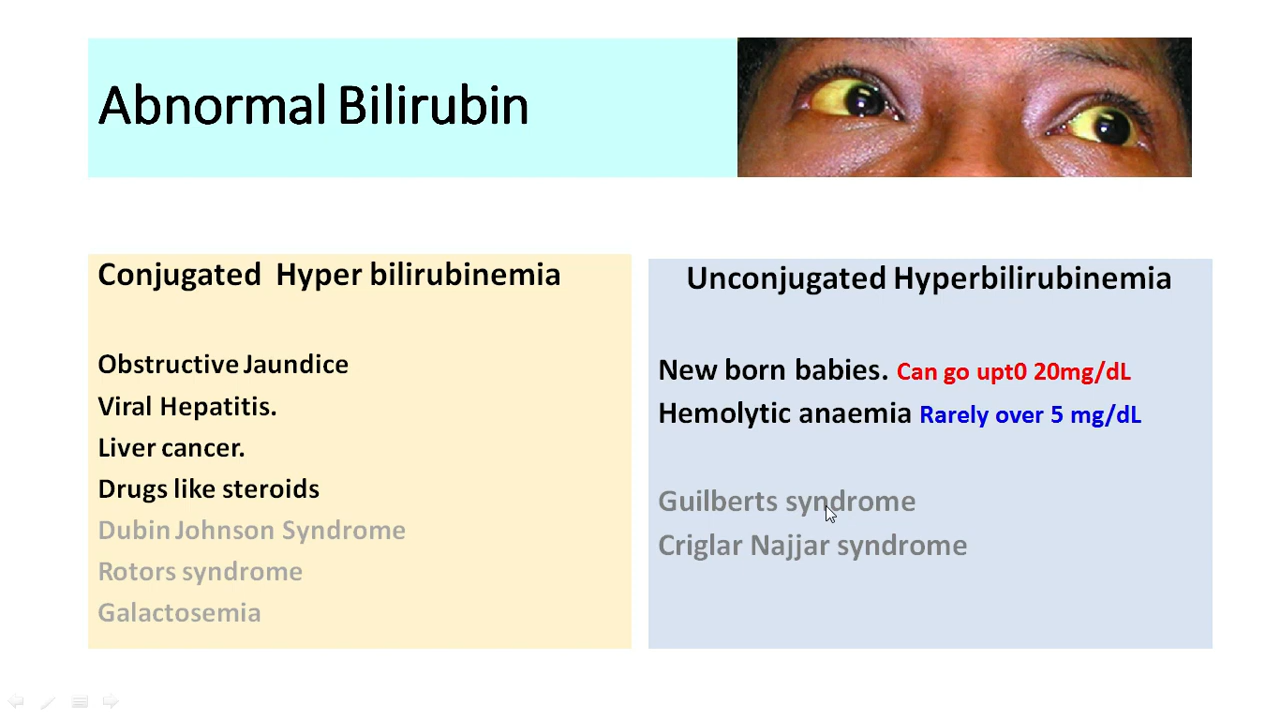 Abnormal Bilirubin
Conjugated Hyper bilirubinemia
Obstructive Jaundice
Viral Hepatitis.
Liver cancer.
Drugs like steroids
Dubin Johnson Syndrome
Rotors syndrome
Galactosemia
Unconjugated Hyperbilirubinemia
New born babies. Can go upt0 20mg/dL
Hemolytic anaemia Rarely over 5 mg/dL
Guilberts syndrome
Criglar Najjar syndrome